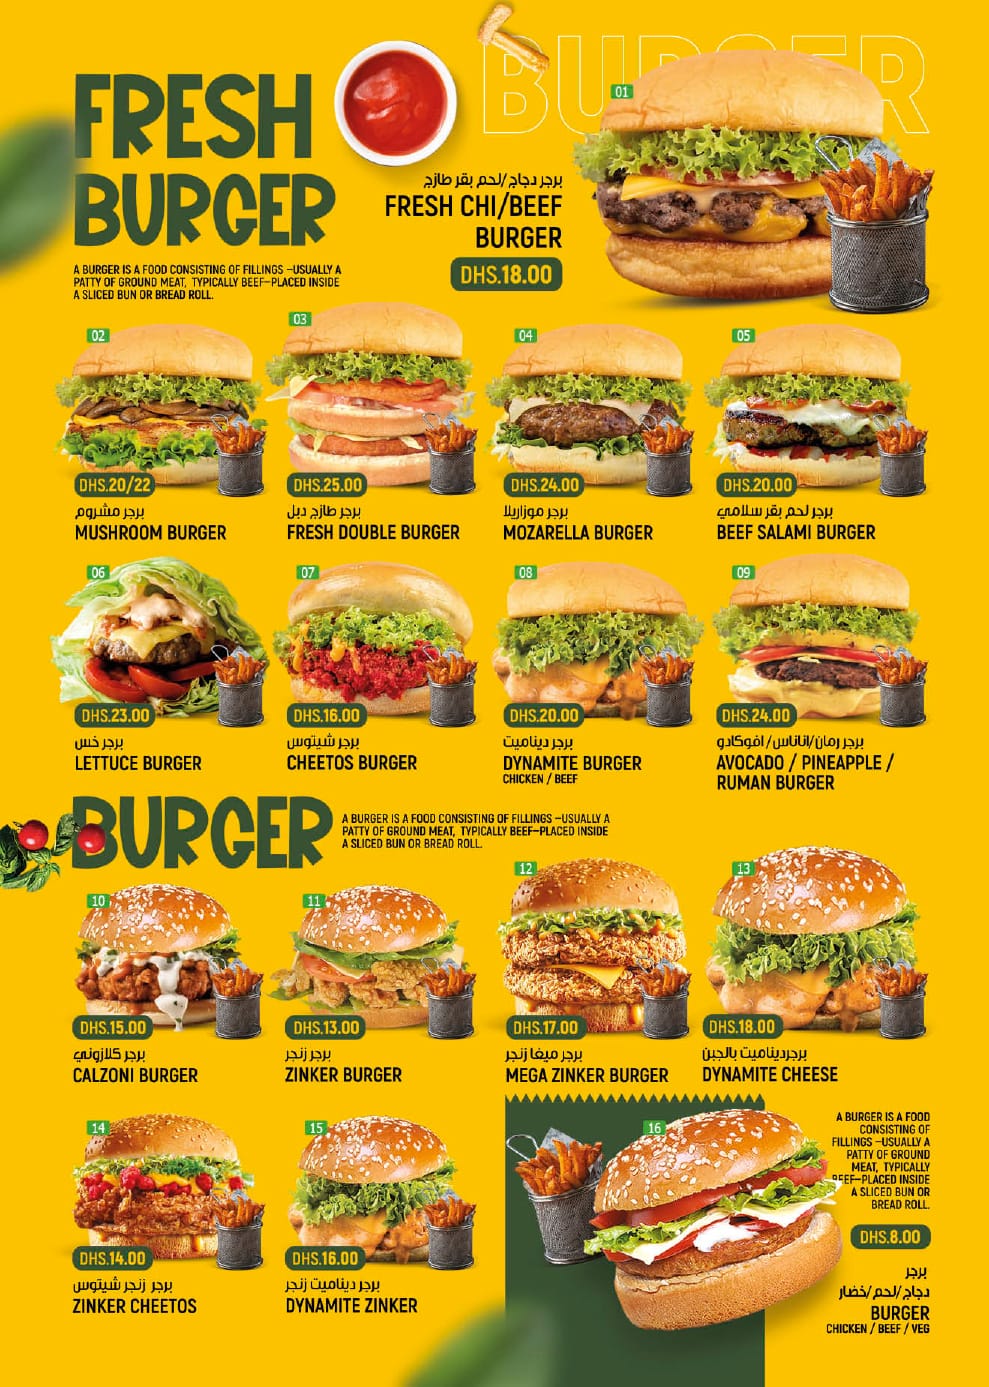 BURGER
FRESH
BURGER
A BURGER IS A FOOD CONSISTING OF FILLINGS —USUALLY A
PATTY OF GROUND MEAT, TYPICALLY BEEF—PLACED INSIDE
A SLICED BUN OR BREAD ROLL.
01
برجر دجاج/لحم بقر طازج
FRESH CHI/BEEF
BURGER
DHS.18.00
02
DHS.20/22
برجر مشروم
MUSHROOM BURGER
03
DHS.25.00
برجر طازج دبل
FRESH DOUBLE BURGER
04
DHS.24.00
برجر موزاريلا
MOZARELLA BURGER
05
DHS.20.00
برجر لحم بقر سلامي
BEEF SALAMI BURGER
06
DHS.23.00
برجر خس
LETTUCE BURGER
07
DHS.16.00
برجر شيتوس
CHEETOS BURGER
08
DHS.20.00
برجر ديناميت
DYNAMITE BURGER
CHICKEN / BEEF
09
DHS.24.00
برجر رمان/اناناس/ افوكادو
AVOCADO / PINEAPPLE /
RUMAN BURGER
BURGER
A BURGER IS A FOOD CONSISTING OF FILLINGS —USUALLY A
PATTY OF GROUND MEAT, TYPICALLY BEEF—PLACED INSIDE
A SLICED BUN OR BREAD ROLL.
10
DHS.15.00
برجر كلازوني
CALZONI BURGER
11
DHS.13.00
برجر زنجر
ZINKER BURGER
12
DHS.17.00
برجر ميغا زنجر
MEGA ZINKER BURGER
13
DHS.18.00
برجرديناميت بالجبن
DYNAMITE CHEESE
14
DHS.14.00
برجر زنجر شيتوس
ZINKER CHEETOS
15
DHS.16.00
برجر ديناميت زنجر
DYNAMITE ZINKER
16
A BURGER IS A FOOD
CONSISTING OF
FILLINGS —USUALLY A
PATTY OF GROUND
MEAT, TYPICALLY
BEEF—PLACED INSIDE
A SLICED BUN OR
BREAD ROLL.
DHS.8.00
برجر
دجاج/لحم/خضار
BURGER
CHICKEN / BEEF / VEG